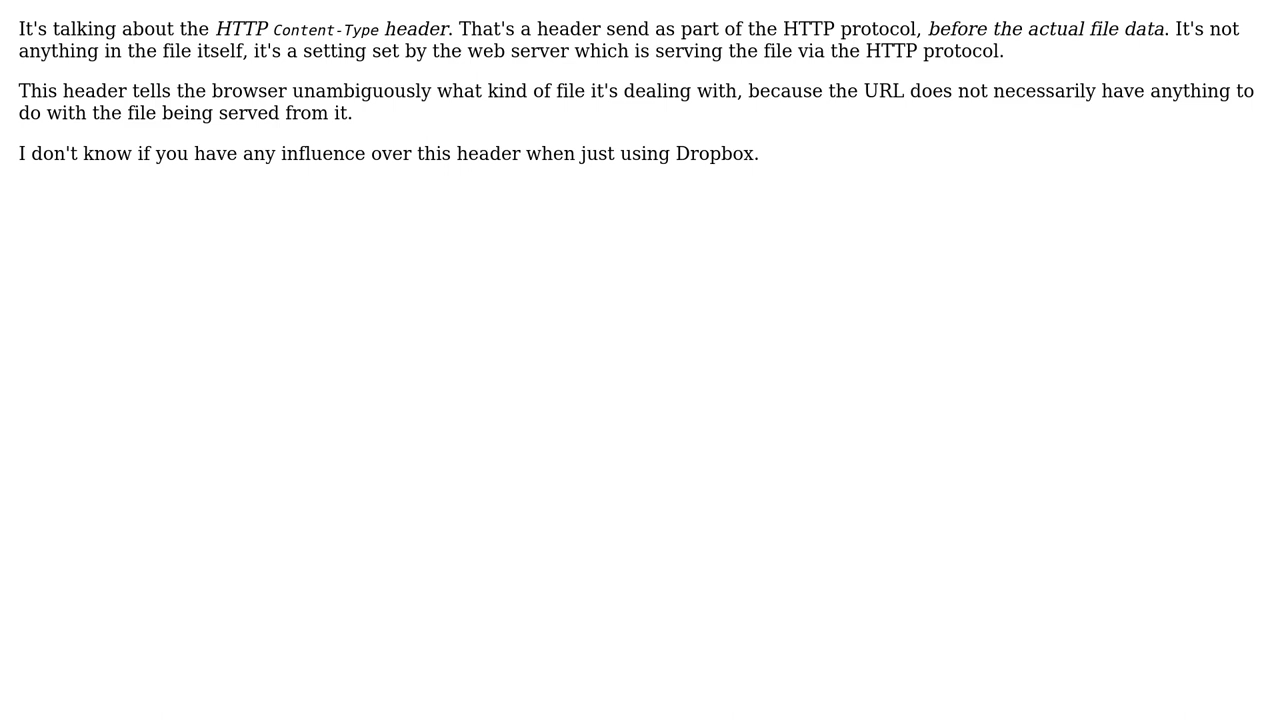 It's talking about the HTTP Content-Type header. That's a header send as part of the HTTP protocol, before the actual file data. It's not
anything in the file itself, it's a setting set by the web server which is serving the file via the HTTP protocol.
This header tells the browser unambiguously what kind of file it's dealing with, because the URL does not necessarily have anything to
do with the file being served from it.
I don't know if you have any influence over this header when just using Dropbox.